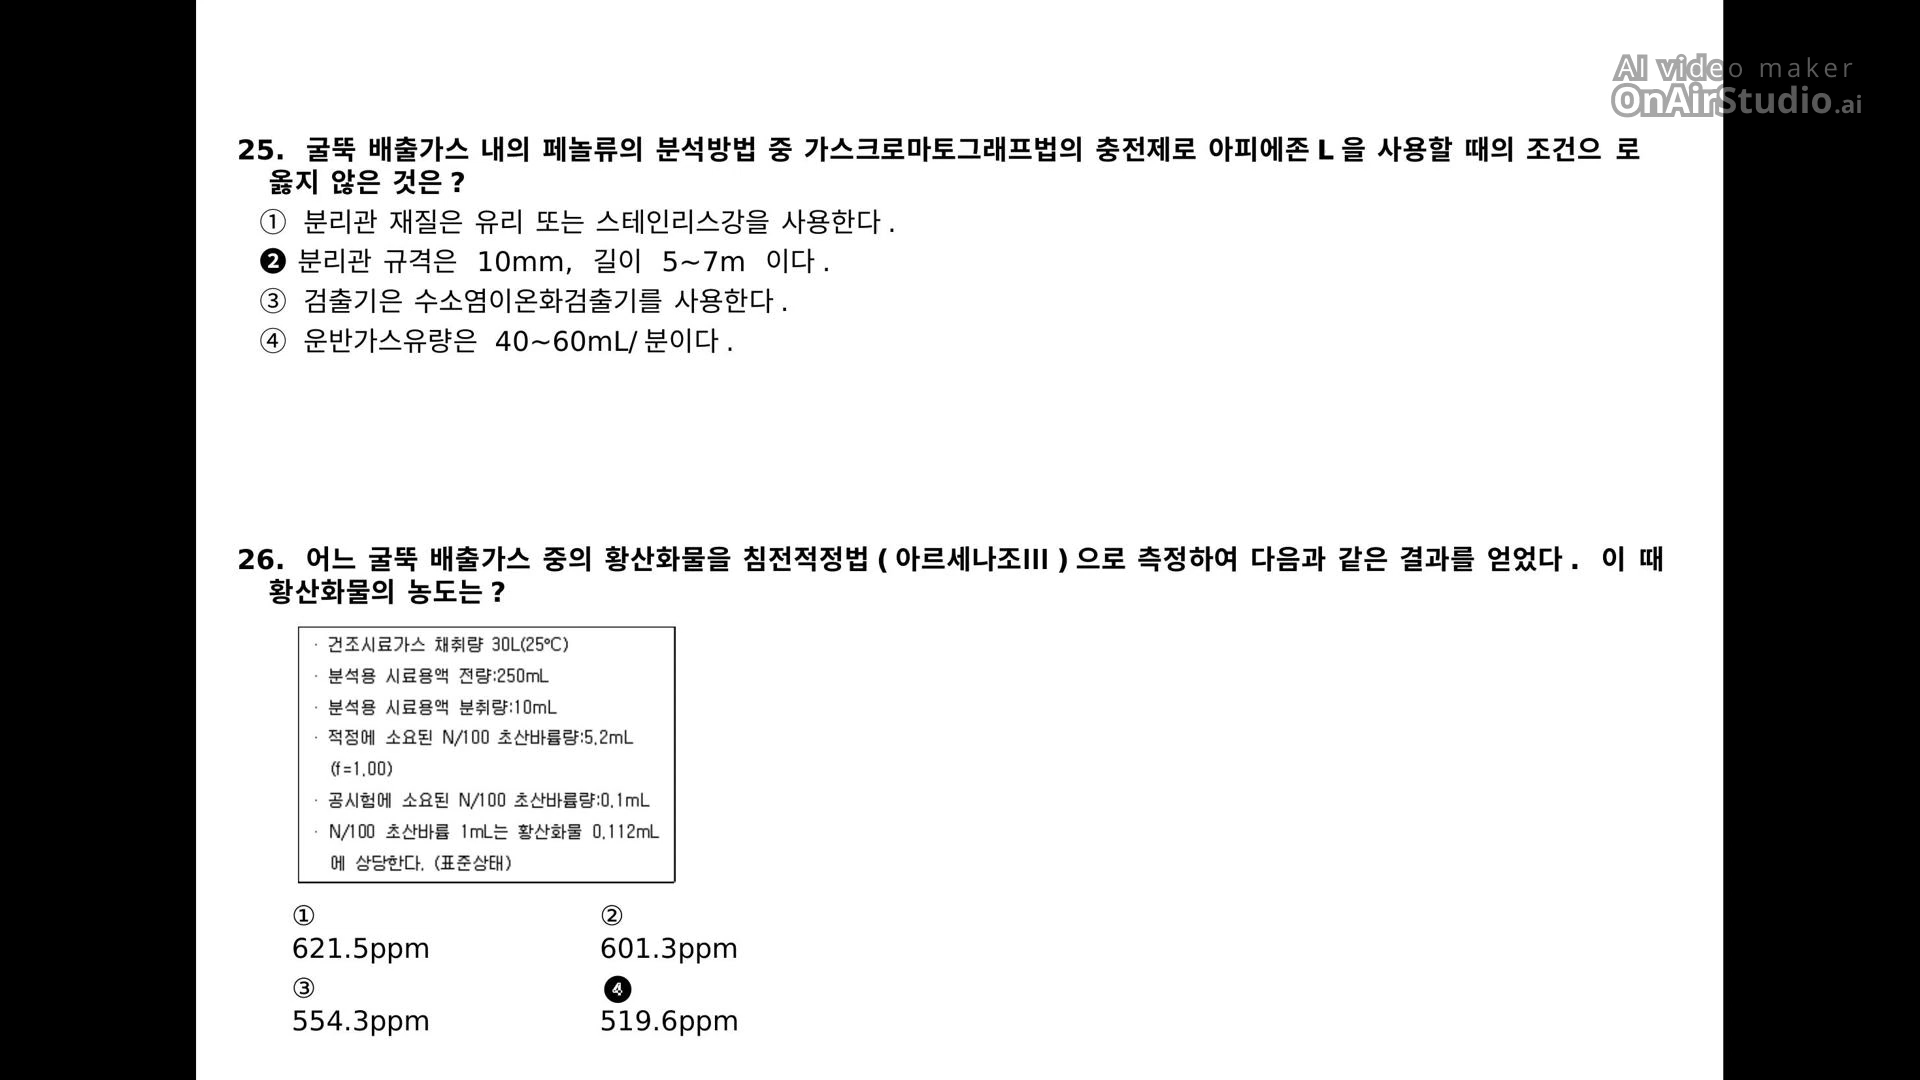 AI video maker
OnAirStudio.ai
25. 굴뚝 배출가스 내의 페놀류의 분석방법 중 가스크로마토그래프법의 충전제로 아피에존 L 을 사용할 때의 조건으 로
옳지 않은 것은 ?
① 분리관 재질은 유리 또는 스테인리스강을 사용한다 .
❷ 분리관 규격은 10mm, 길이 5~7m 이다 .
③ 검출기은 수소염이온화검출기를 사용한다 .
④ 운반가스유량은 40~60mL/ 분이다 .
26. 어느 굴뚝 배출가스 중의 황산화물을 침전적정법 ( 아르세나조Ⅲ ) 으로 측정하여 다음과 같은 결과를 얻었다 . 이 때
황산화물의 농도는 ?
· 건조시료가스 채취량 30L(25℃)
· 분석용 시료용액 전량:250mL
· 분석용 시료용액 분취량:10mL
· 적정에 소요된 N/100 초산바륨량:5.2mL
(f=1.00)
· 공시험에 소요된 N/100 초산바륨량:0.1mL
· N/100 초산바륨 1mL는 황산화물 0.112mL
에 상당한다. (표준상태)
① ②
621.5ppm 601.3ppm
③ ❹
554.3ppm 519.6ppm